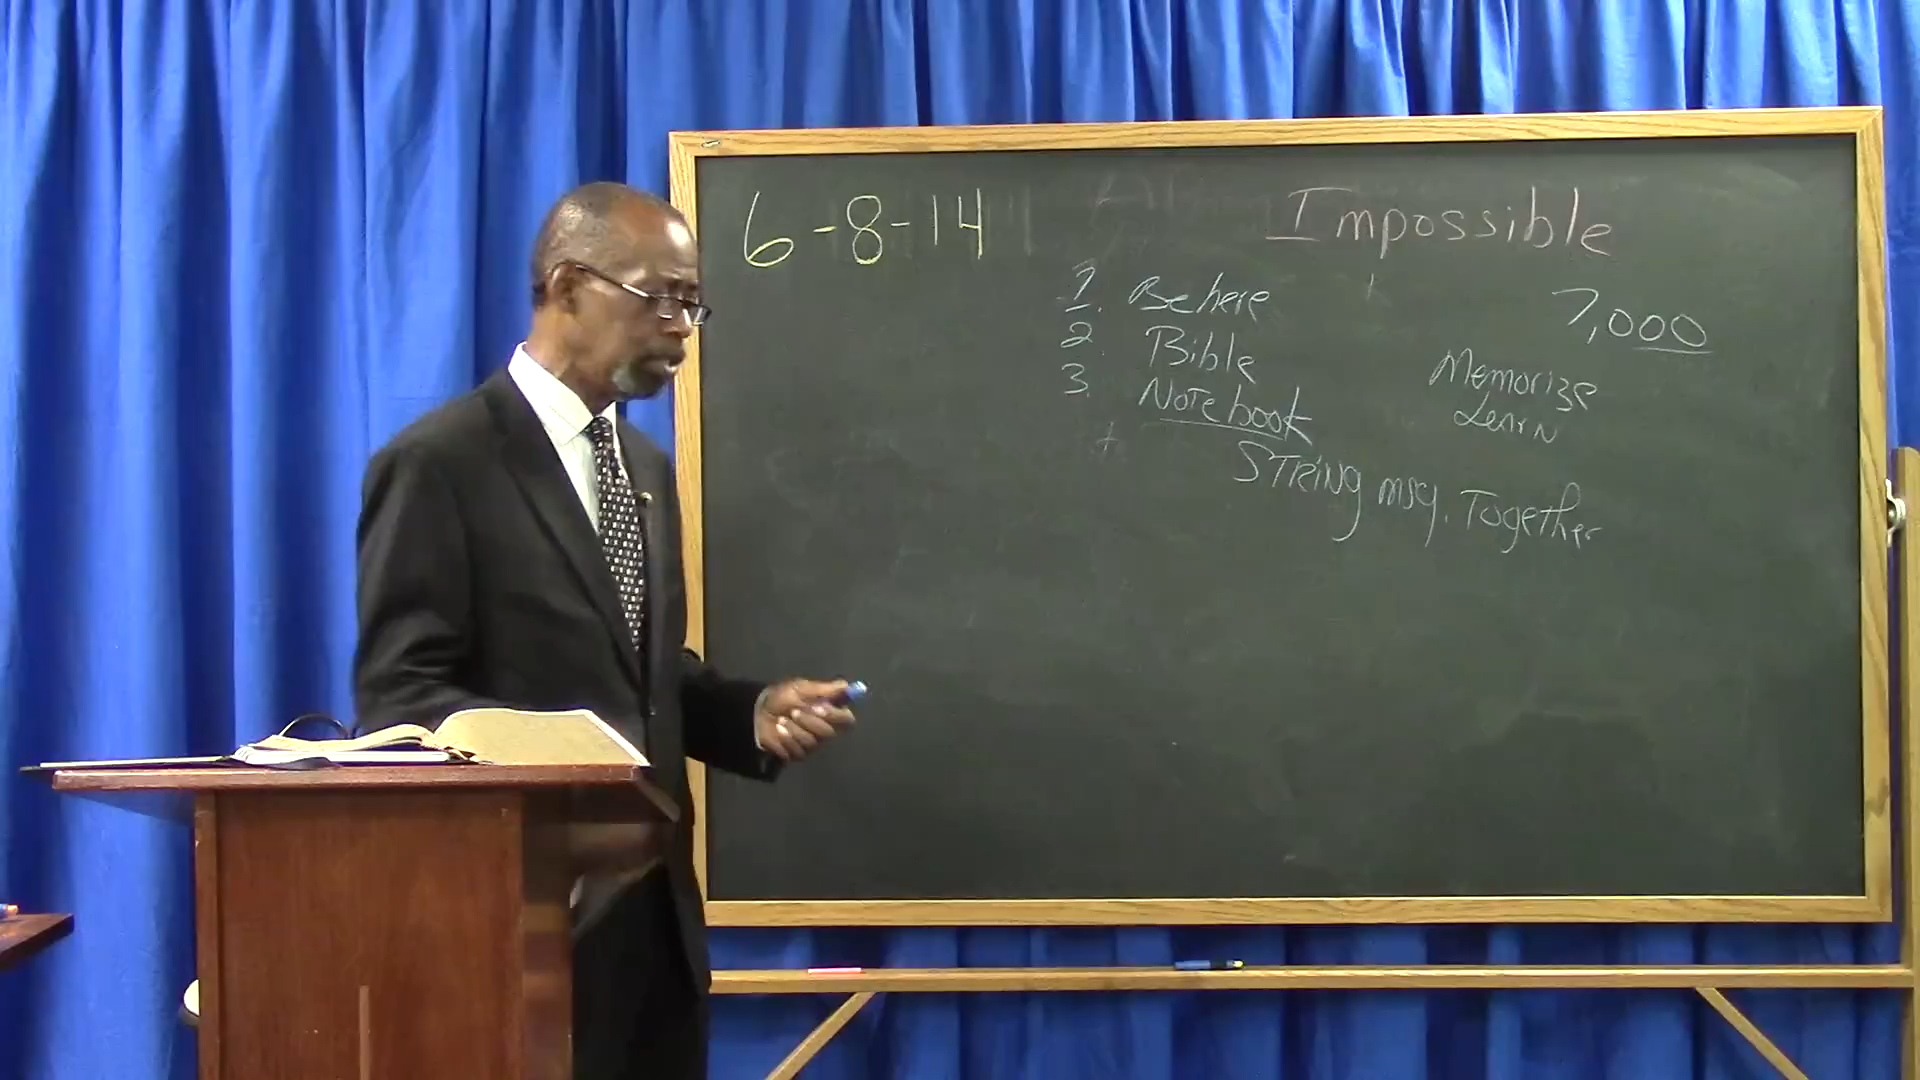 6-8-14
Impossible
1. Be here
2. Bible
3. Notebook
7,000
Memorize
Learn
STRING msg. Together